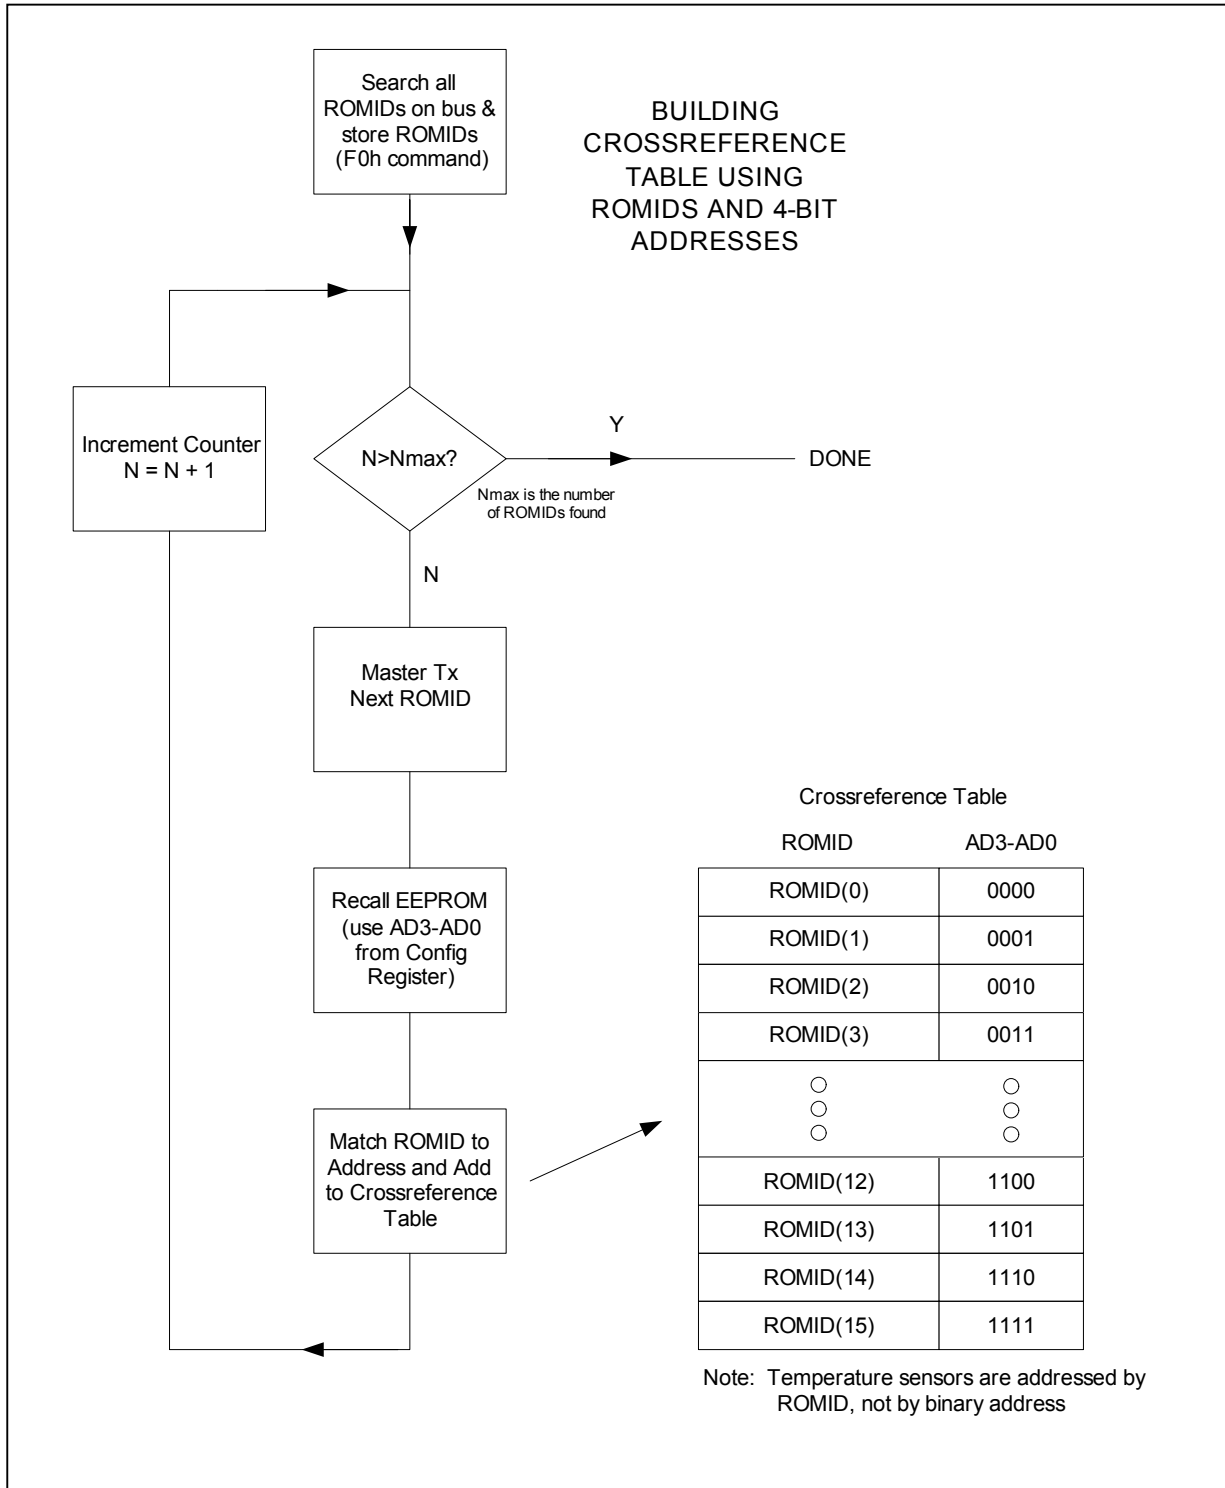 Search all
ROMIDs on bus &
store ROMIDs
(F0h command)
BUILDING
CROSSREFERENCE
TABLE USING
ROMIDS AND 4-BIT
ADDRESSES
Increment Counter
N = N + 1
N>Nmax?
Y
DONE
Nmax is the number
of ROMIDs found
N
Master Tx
Next ROMID
Recall EEPROM
(use AD3-AD0
from Config
Register)
Match ROMID to
Address and Add
to Crossreference
Table
Crossreference Table
ROMID AD3-AD0
ROMID(0) 0000
ROMID(1) 0001
ROMID(2) 0010
ROMID(3) 0011
ROMID(12) 1100
ROMID(13) 1101
ROMID(14) 1110
ROMID(15) 1111
Note: Temperature sensors are addressed by
ROMID, not by binary address